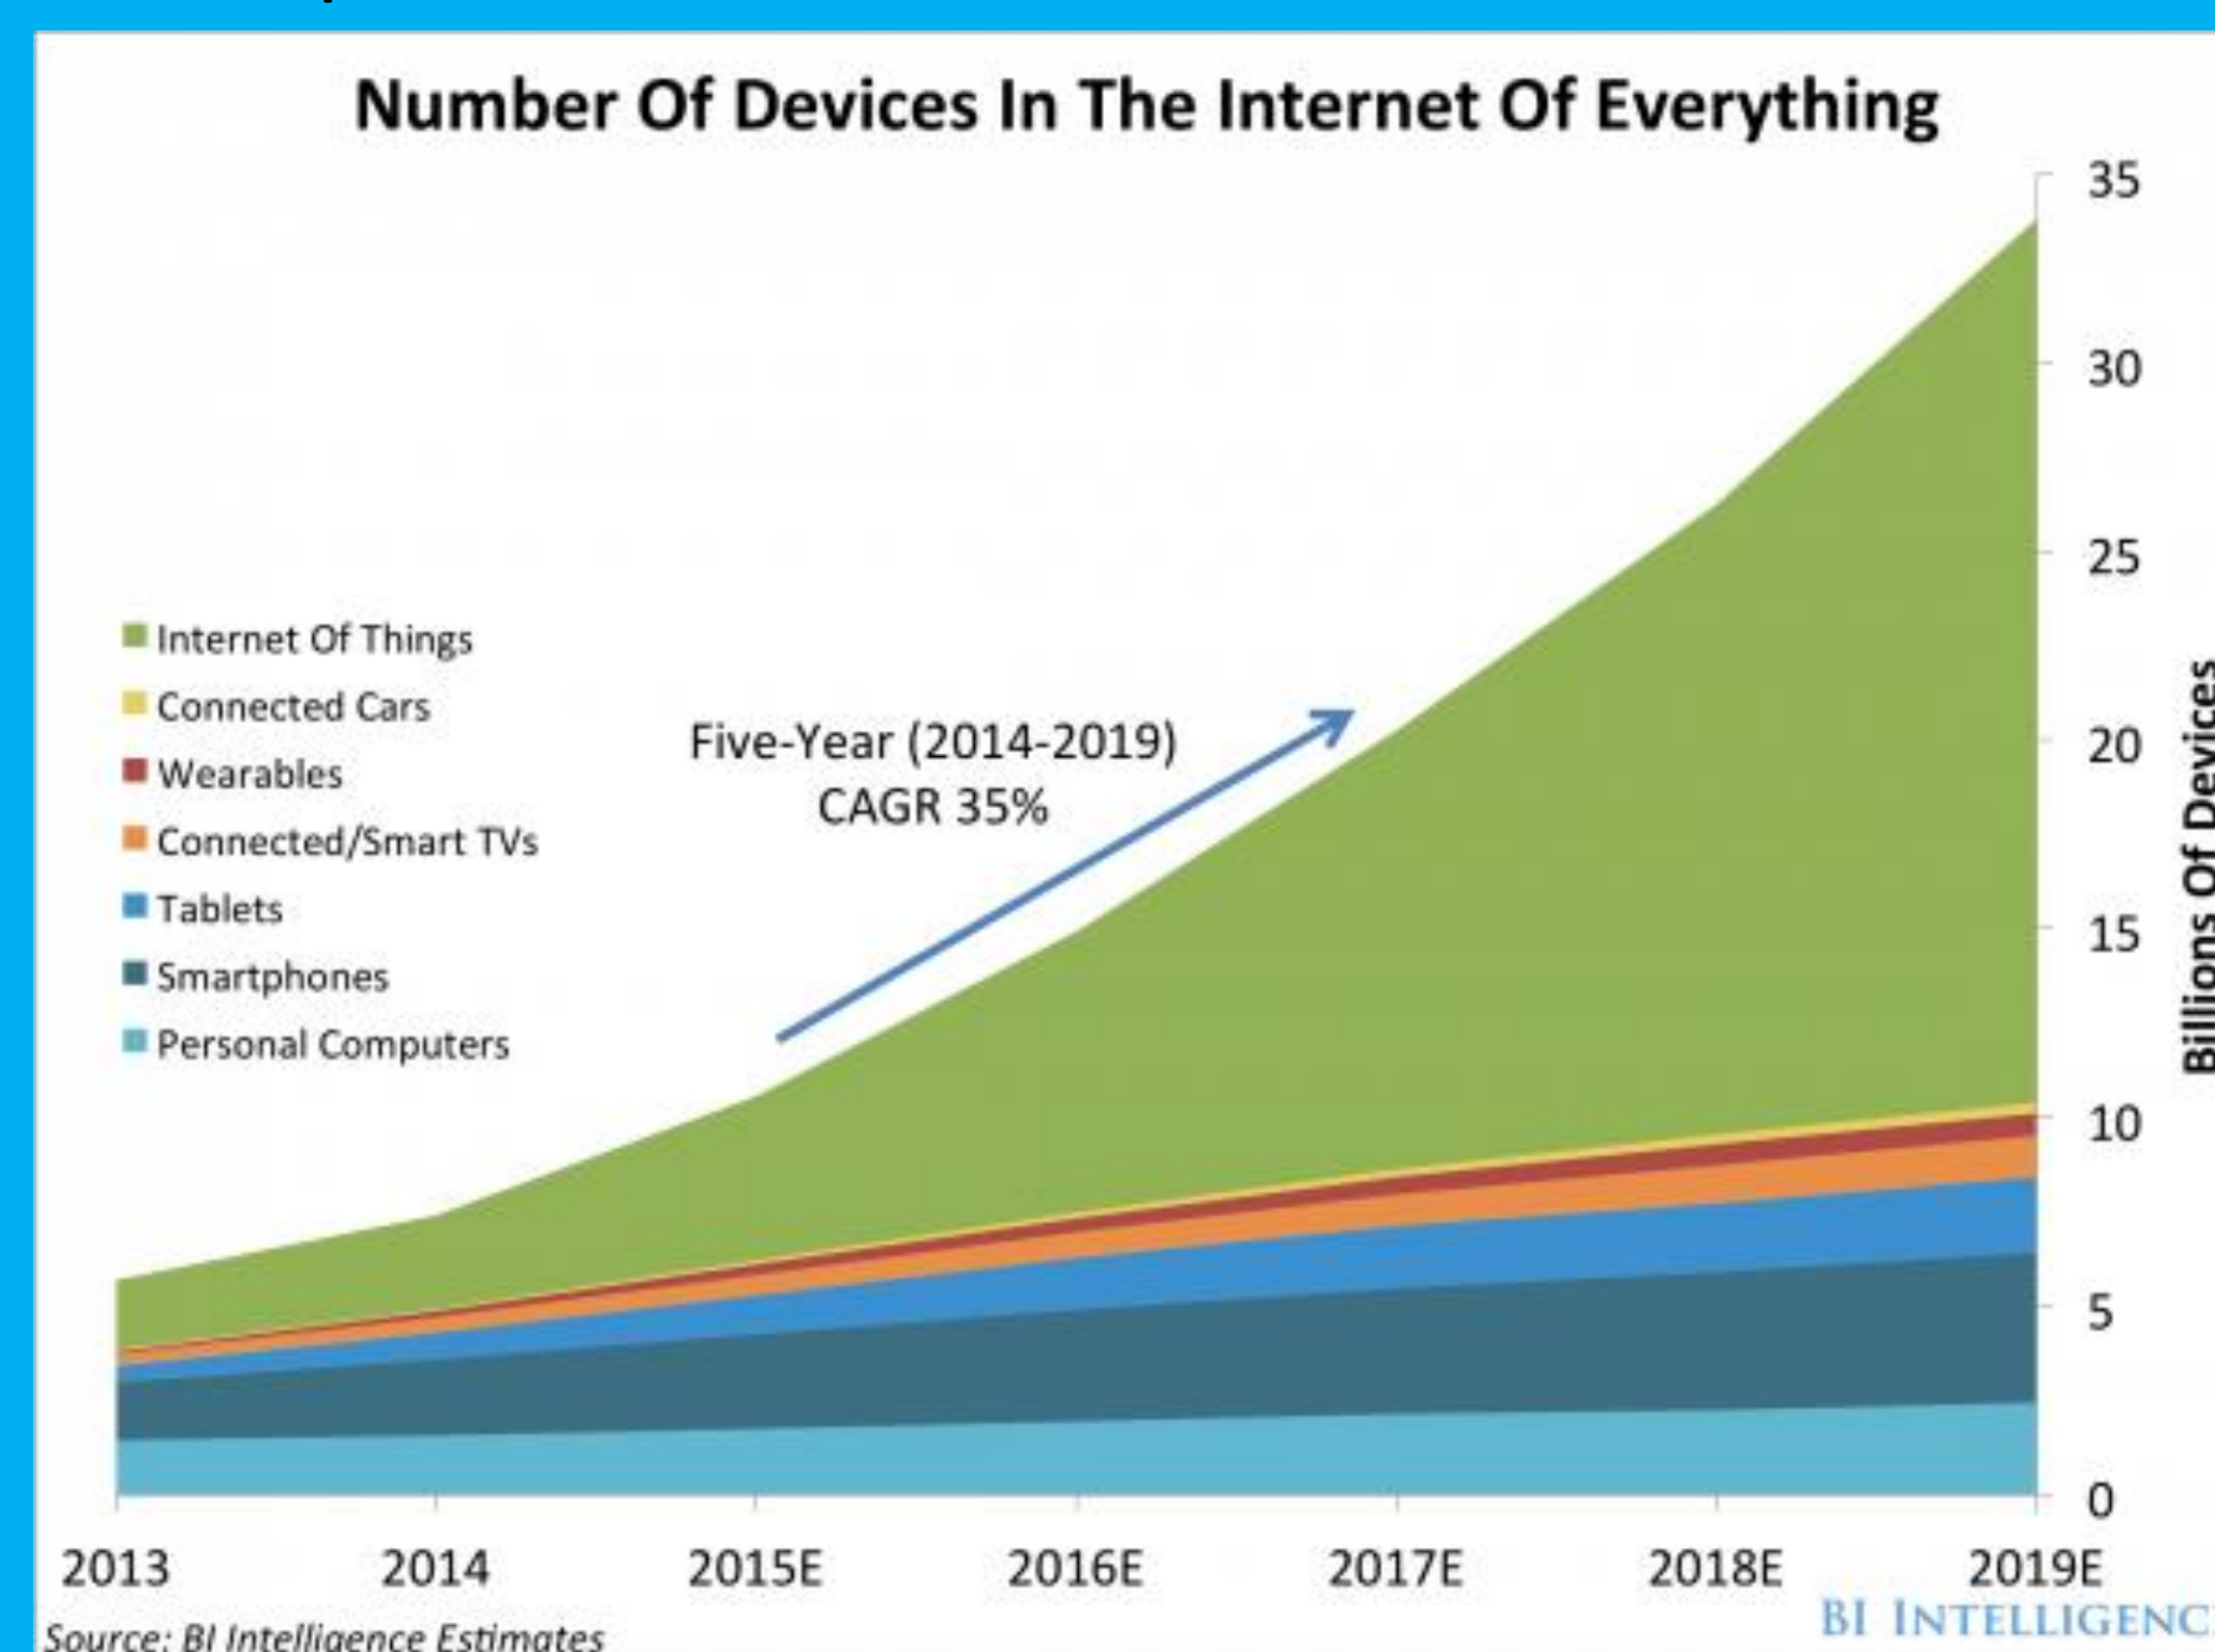 Number Of Devices In The Internet Of Everything
35
30
25
20
15
10
5
0
Billions Of Devices
Internet Of Things
Connected Cars
Wearables
Connected/Smart TVs
Tablets
Smartphones
Personal Computers
Five-Year (2014-2019)
CAGR 35%
2013 2014 2015E 2016E 2017E 2018E 2019E
Source: BI Intelligence Estimates
BI INTELLIGENC